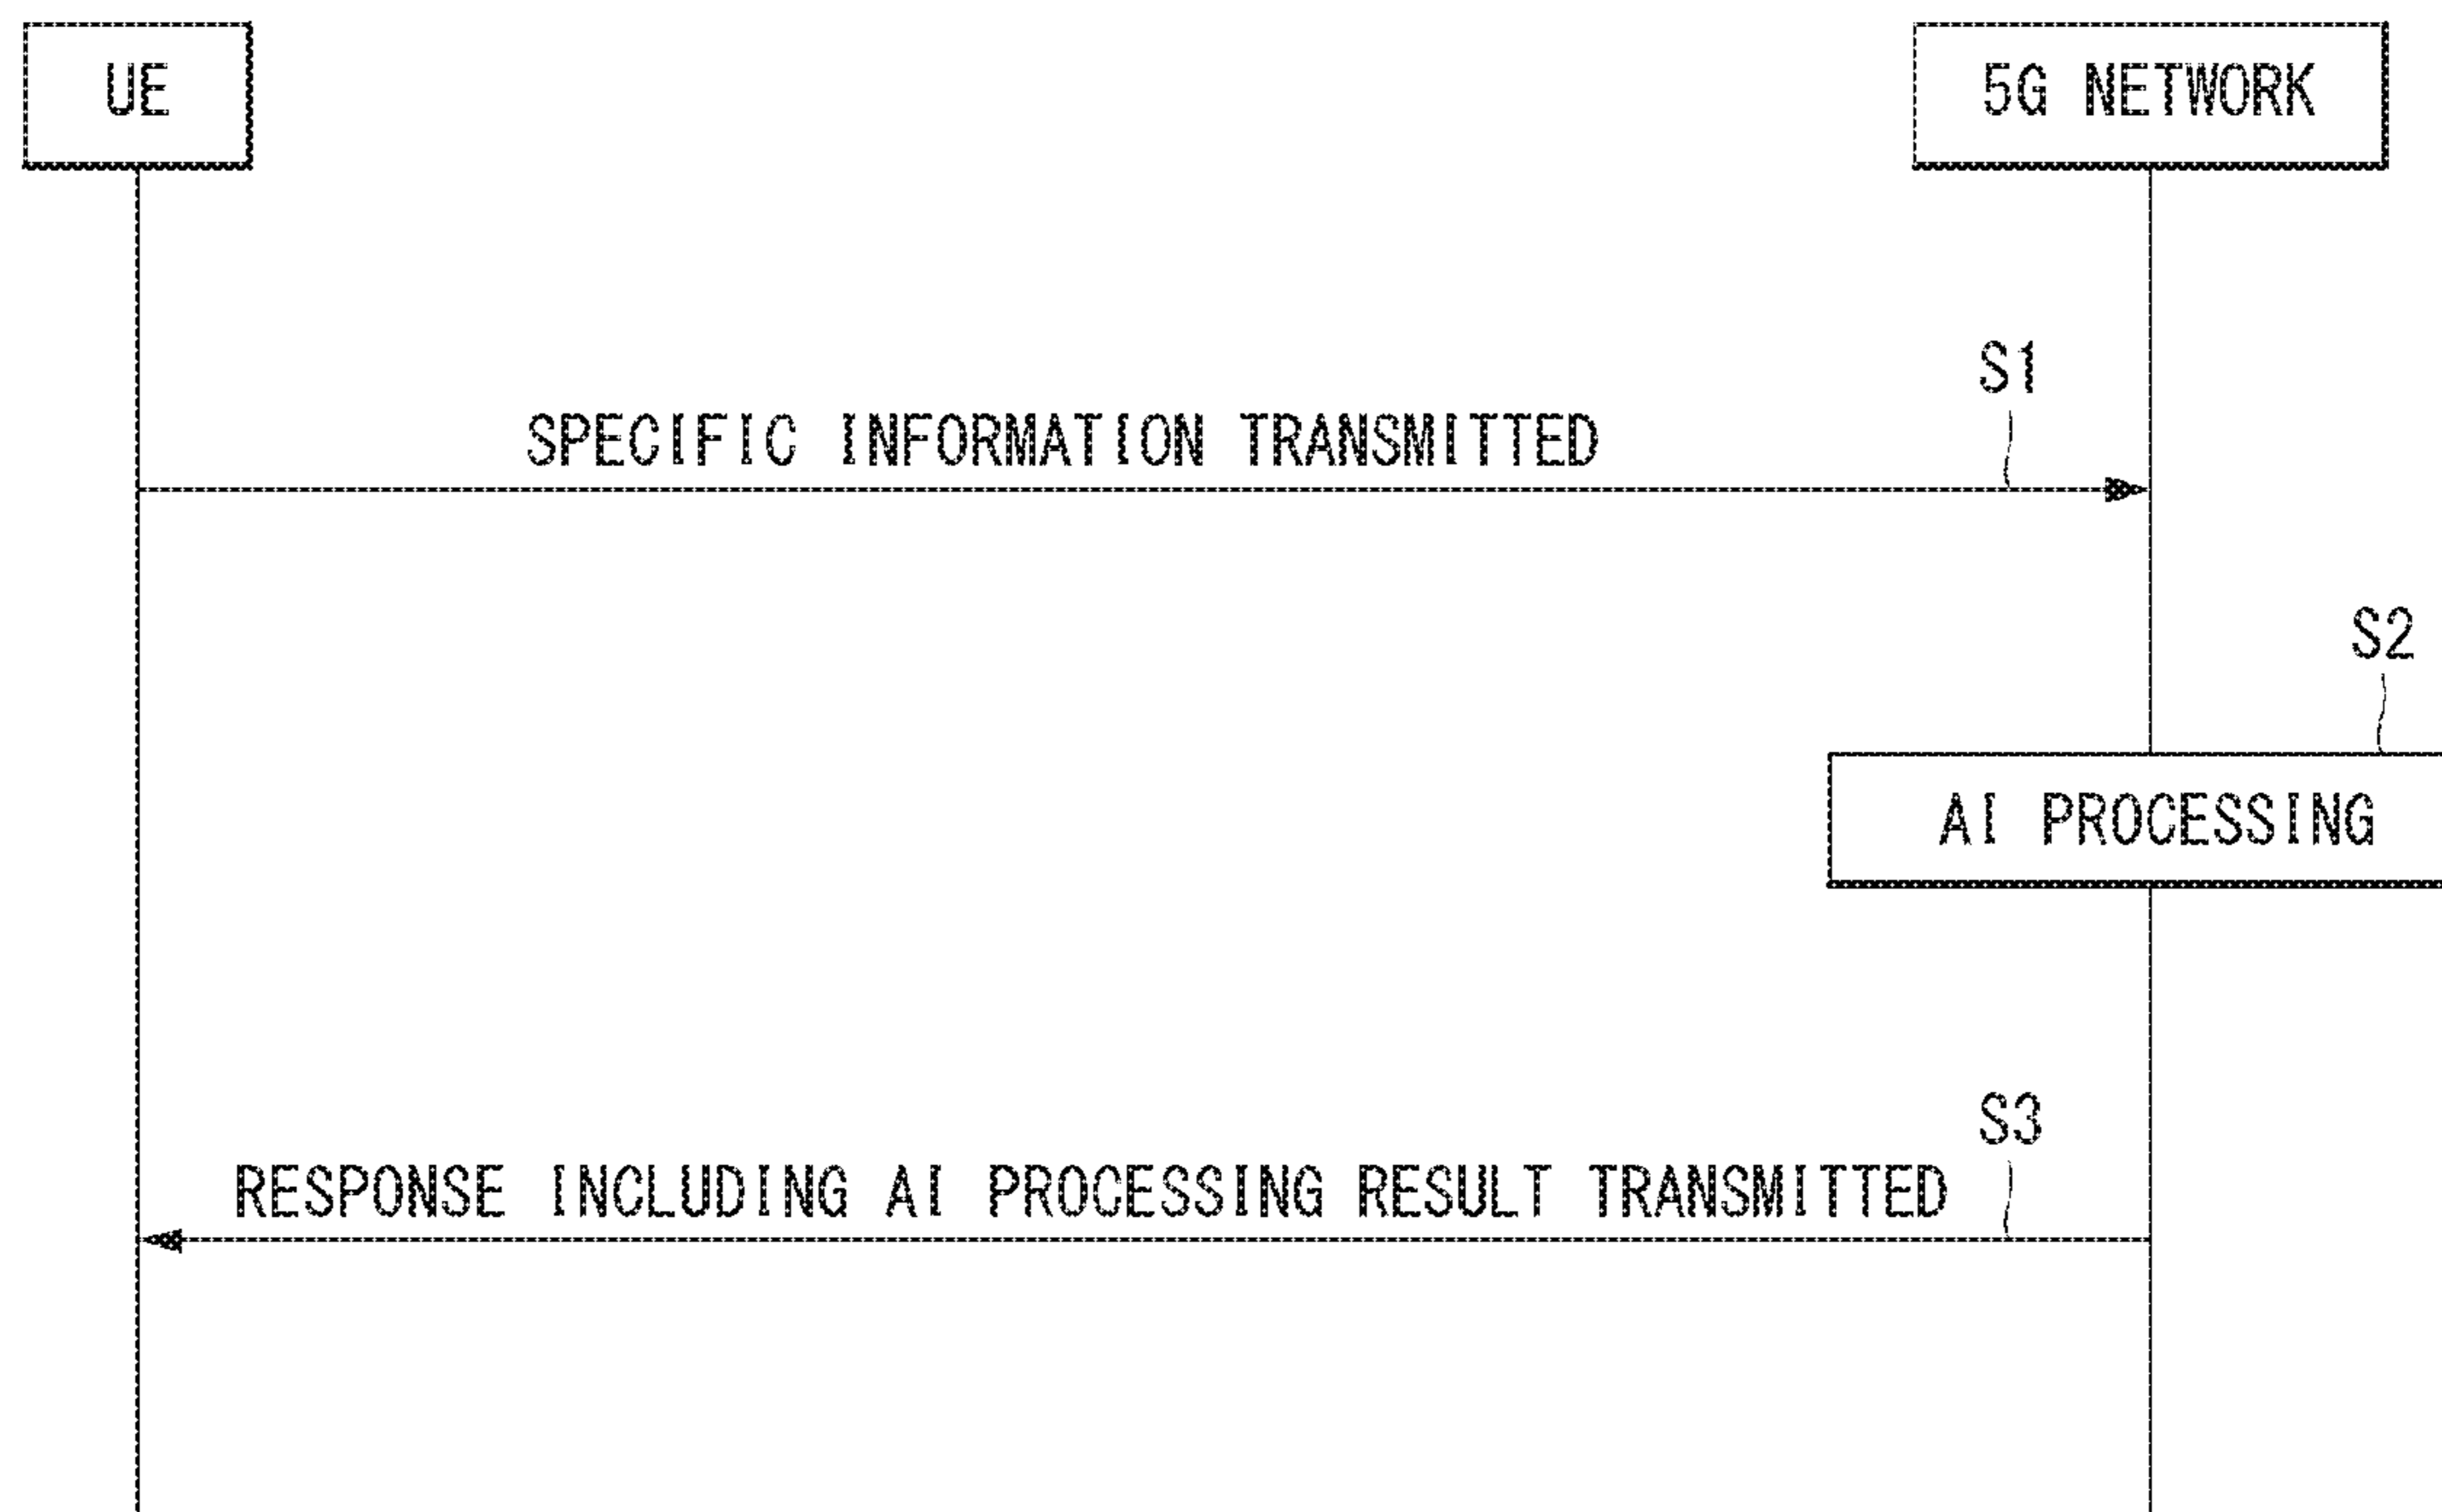 UE
5G NETWORK
S1
SPECIFIC INFORMATION TRANSMITTED
S2
AI PROCESSING
S3
RESPONSE INCLUDING AI PROCESSING RESULT TRANSMITTED